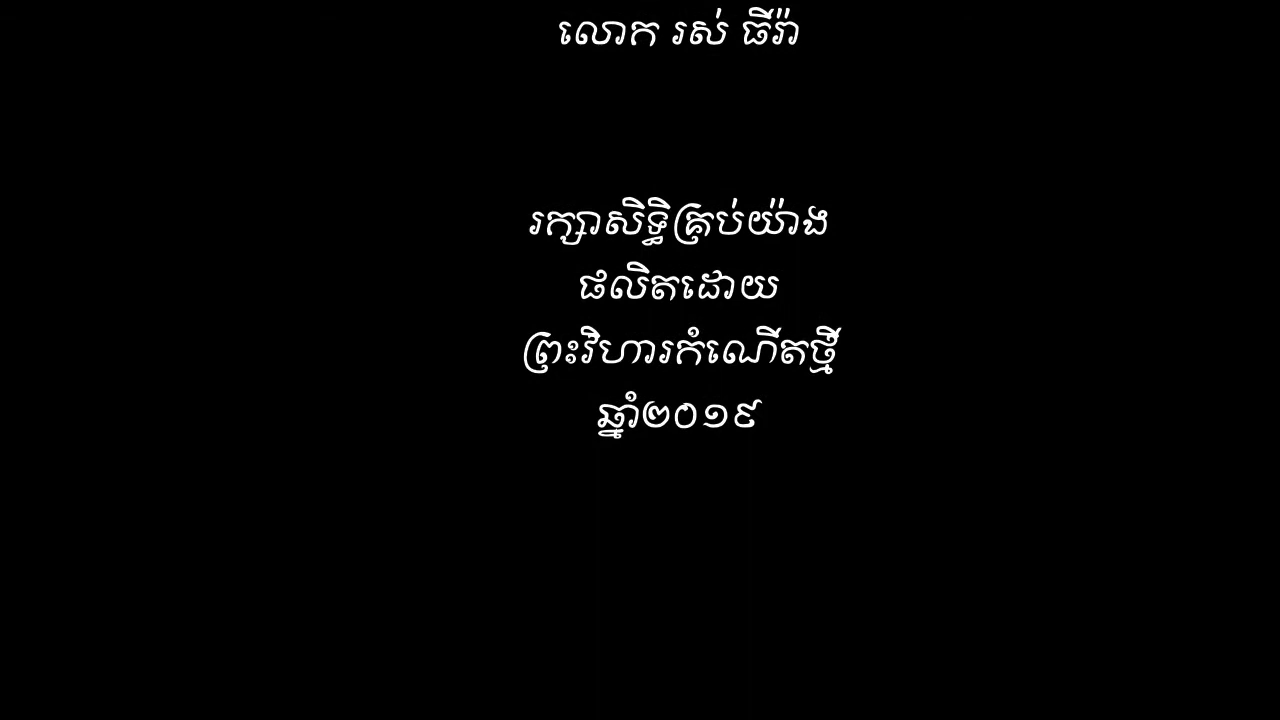 លោក រស់ ធីរ៉ា
រក្សាសិទ្ធិគ្រប់យ៉ាង
ផលិតដោយ
ព្រះវិហារកំណើតថ្មី
ឆ្នាំ២០១៩